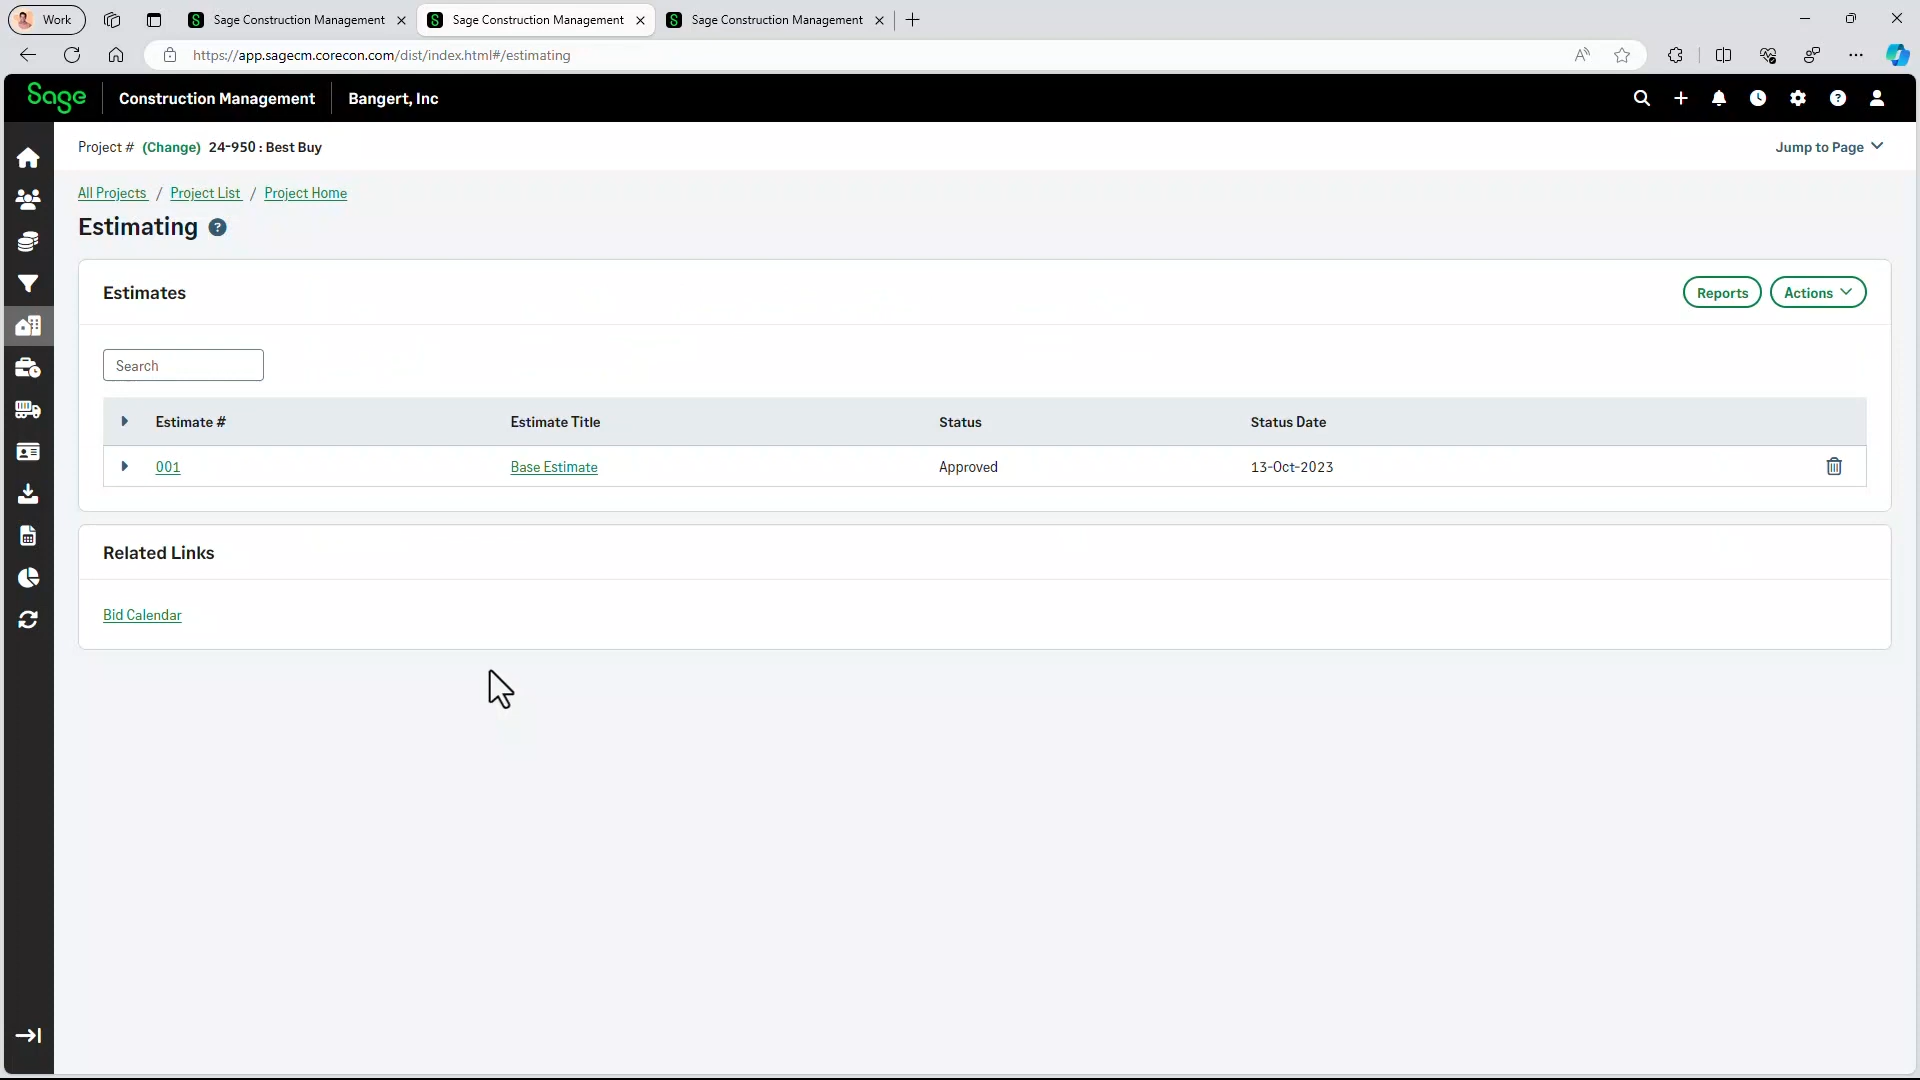 Work
Sage Construction Management
Sage Construction Management
Sage Construction Management
https://app.sagecm.corecon.com/dist/index.html#/estimating
Sage Construction Management Bangert, Inc
Project # (Change) 24-950 : Best Buy
Jump to Page
All Projects / Project List / Project Home
Estimating ?
Estimates
Reports
Actions
Search
Estimate # Estimate Title Status Status Date
001 Base Estimate Approved 13-Oct-2023
Related Links
Bid Calendar